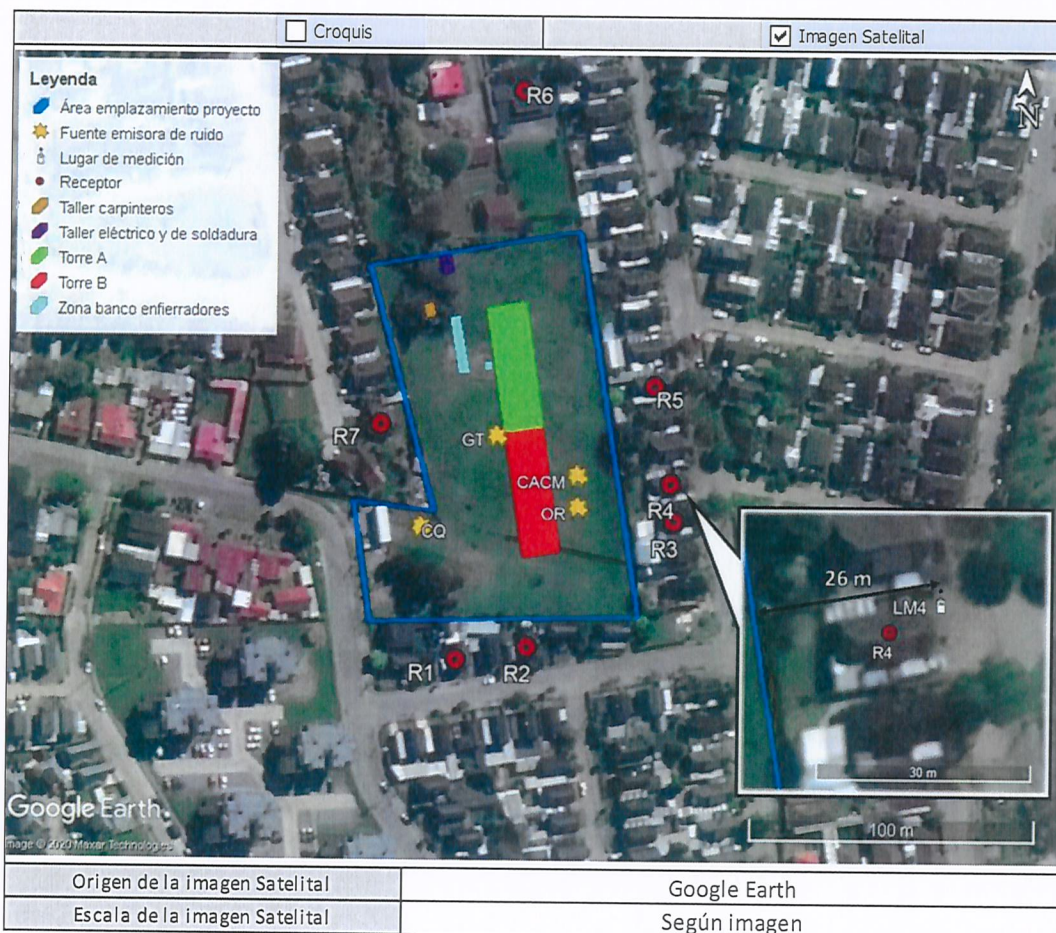 Croquis
Imagen Satelital
Leyenda
Área emplazamiento proyecto
Fuente emisora de ruido
Lugar de medición
Receptor
Taller carpinteros
Taller eléctrico y de soldadura
Torre A
Torre B
Zona banco enfierradores
N
R6
R5
R7
GT
CACM
R4
OR
CQ
R3
26 m
LM4
R4
R1
R2
30 m
Google Earth
100 m
Image © 2020 Maxar Technologies
Origen de la imagen Satelital
Google Earth
Escala de la imagen Satelital
Según imagen